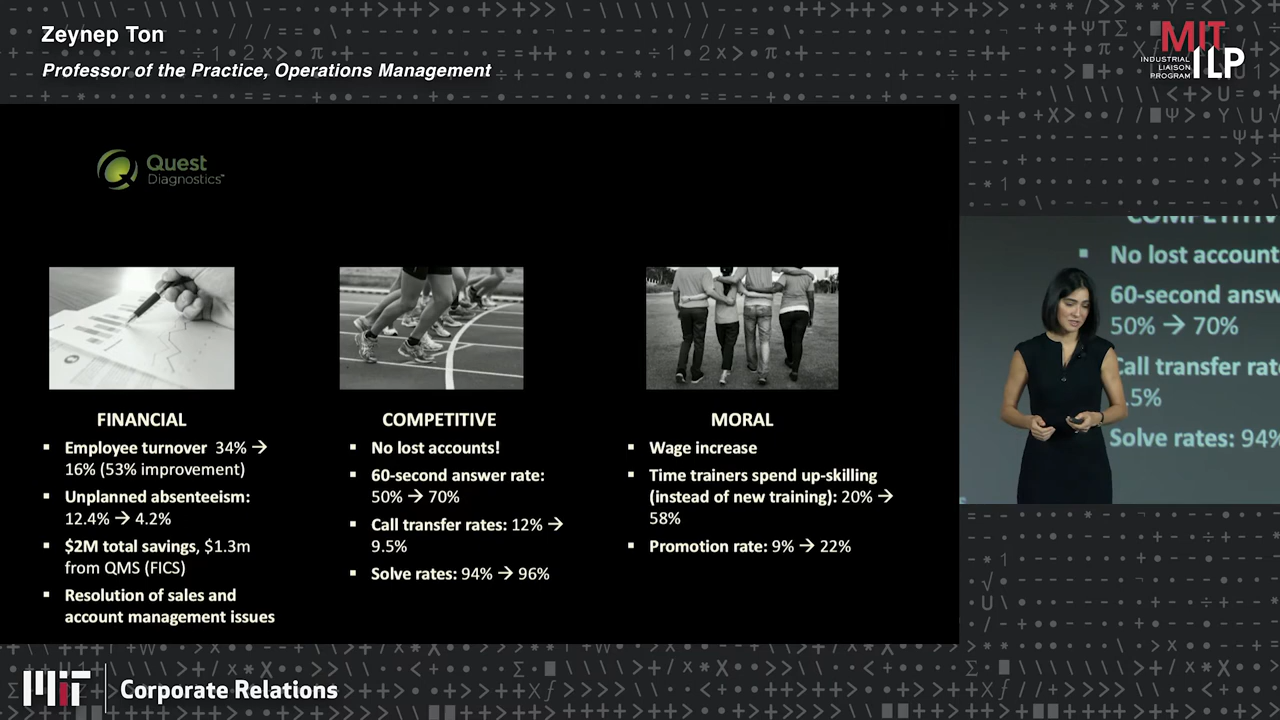 Zeynep Ton
Professor of the Practice, Operations Management
MIT
INDUSTRIAL
LIAISON
PROGRAM
ILP
Quest
Diagnostics™
FINANCIAL
▪ Employee turnover 34% →
16% (53% improvement)
▪ Unplanned absenteeism:
12.4% → 4.2%
▪ $2M total savings, $1.3m
from QMS (FICS)
▪ Resolution of sales and
account management issues
COMPETITIVE
▪ No lost accounts!
▪ 60-second answer rate:
50% → 70%
▪ Call transfer rates: 12% →
9.5%
▪ Solve rates: 94% → 96%
MORAL
▪ Wage increase
▪ Time trainers spend up-skilling
(instead of new training): 20% →
58%
▪ Promotion rate: 9% → 22%
COMPETITIV
▪ No lost account
60-second answ
50% → 70%
Call transfer rate
.5%
Solve rates: 94%
MIT
Corporate Relations